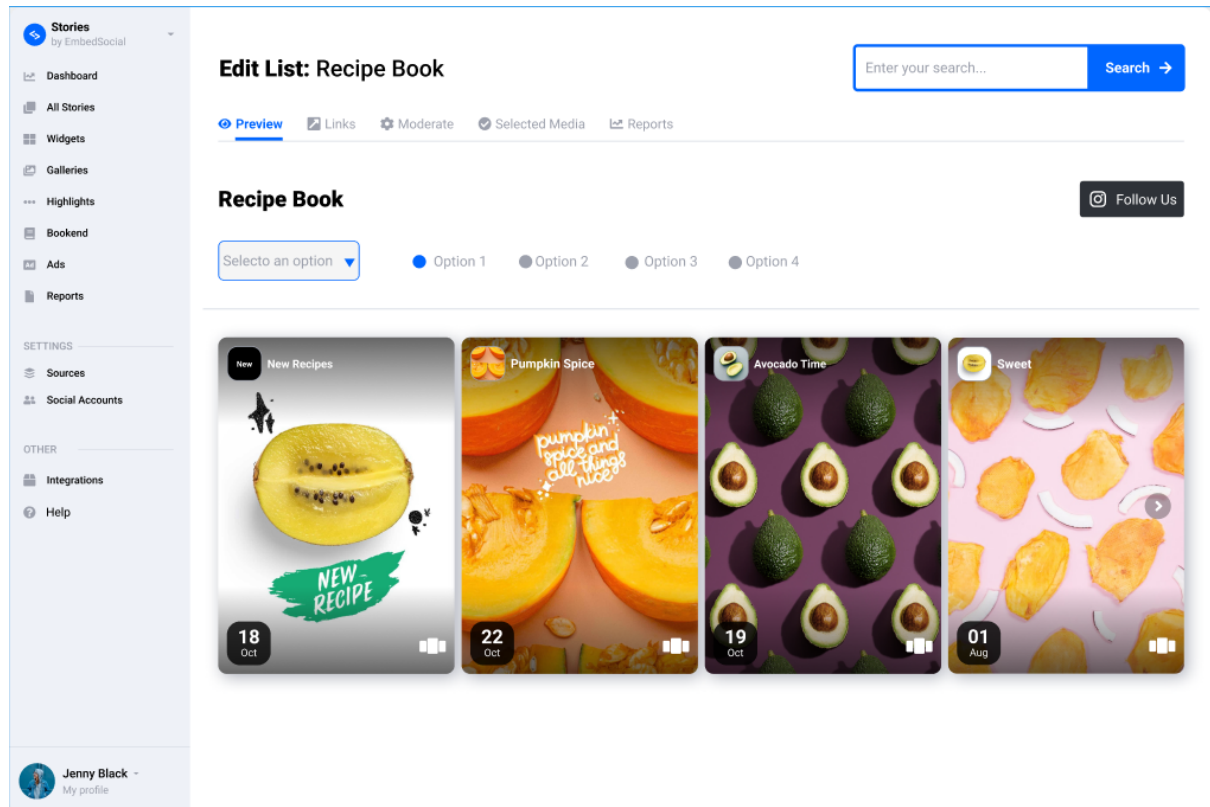 Stories
by EmbedSocial
Dashboard
All Stories
Widgets
Galleries
Highlights
Bookend
Ad Ads
Reports
SETTINGS
Sources
Social Accounts
OTHER
Integrations
Help
Jenny Black
My profile
Edit List: Recipe Book
Enter your search...
Search
Preview Links Moderate Selected Media Reports
Recipe Book
Follow Us
Selecto an option
Option 1 Option 2 Option 3 Option 4
New New Recipes
NEW
RECIPE
18
Oct
Pumpkin Spice
pumpkin
spice and
all things
nice
22
Oct
Avocado Time
19
Oct
Sweet
01
Aug